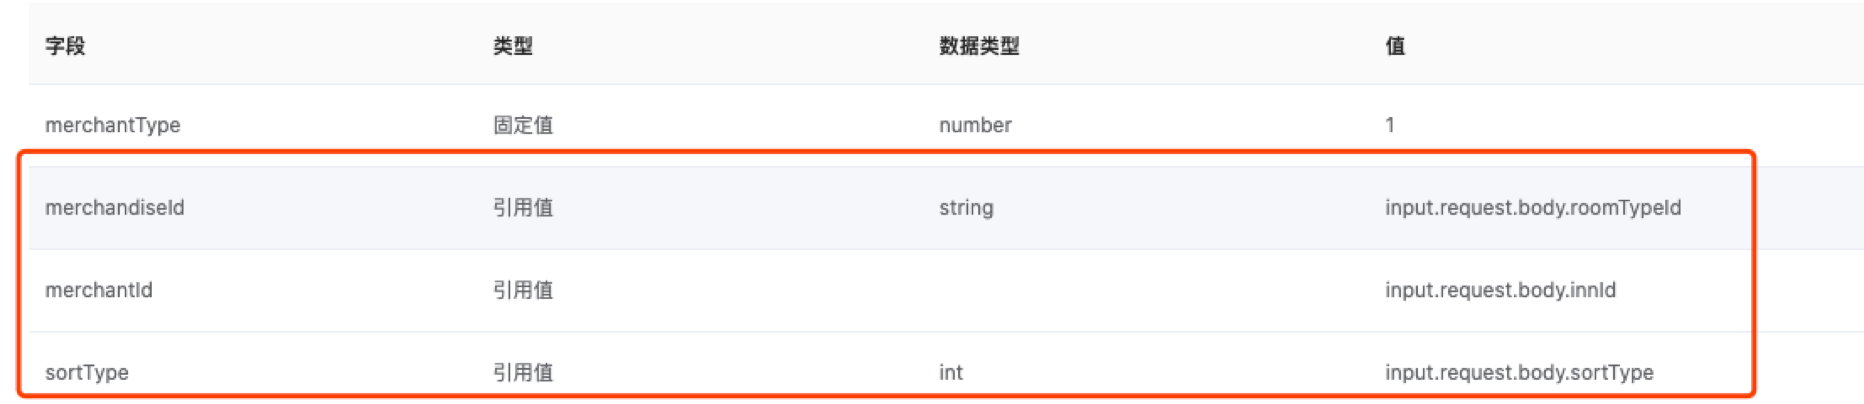 字段 类型 数据类型 值
merchantType 固定值 number 1
merchandiseId 引用值 string input.request.body.roomTypeId
merchantId 引用值 input.request.body.innId
sortType 引用值 int input.request.body.sortType